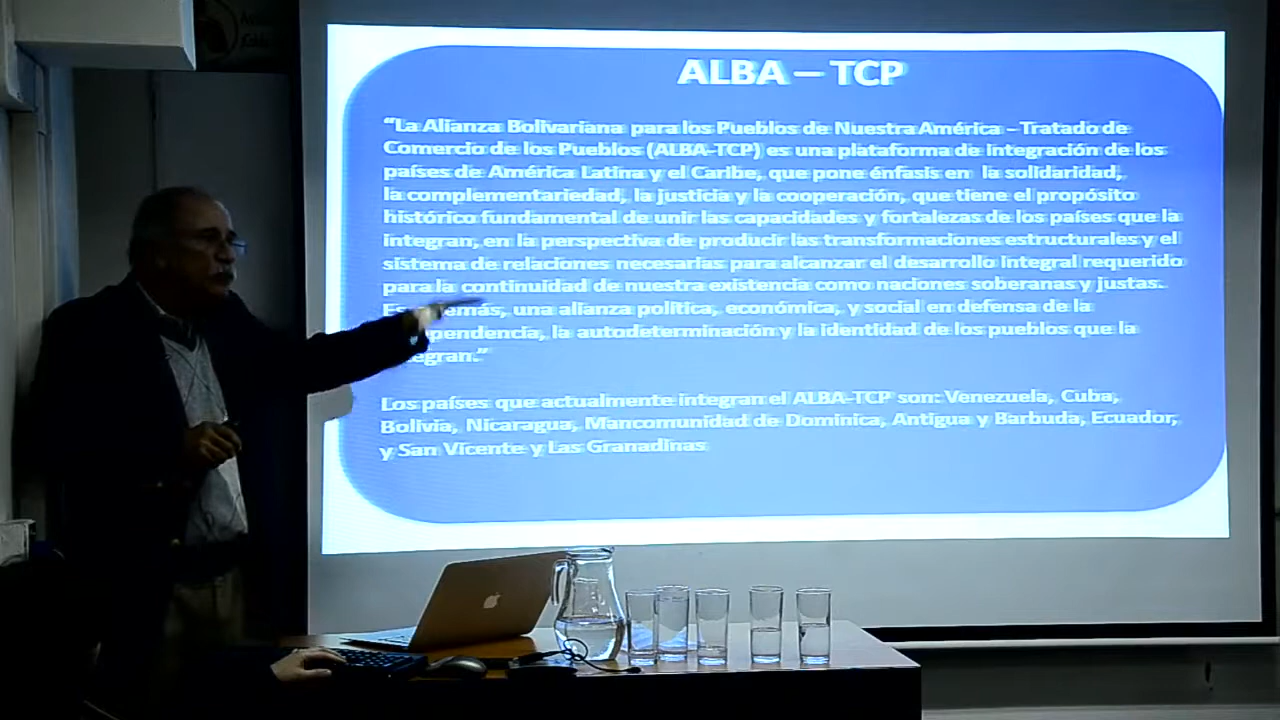 ALBA – TCP
“La Alianza Bolivariana para los Pueblos de Nuestra América – Tratado de
Comercio de los Pueblos (ALBA-TCP) es una plataforma de integración de los
países de América Latina y el Caribe, que pone énfasis en la solidaridad,
la complementariedad, la justicia y la cooperación, que tiene el propósito
histórico fundamental de unir las capacidades y fortalezas de los países que la
integran, en la perspectiva de producir las transformaciones estructurales y el
sistema de relaciones necesarias para alcanzar el desarrollo integral requerido
para la continuidad de nuestra existencia como naciones soberanas y justas.
Es emás, una alianza política, económica, y social en defensa de la
pendencia, la autodeterminación y la identidad de los pueblos que la
egran.”
Los países que actualmente integran el ALBA-TCP son: Venezuela, Cuba,
Bolivia, Nicaragua, Mancomunidad de Dominica, Antigua y Barbuda, Ecuador,
y San Vicente y Las Granadinas